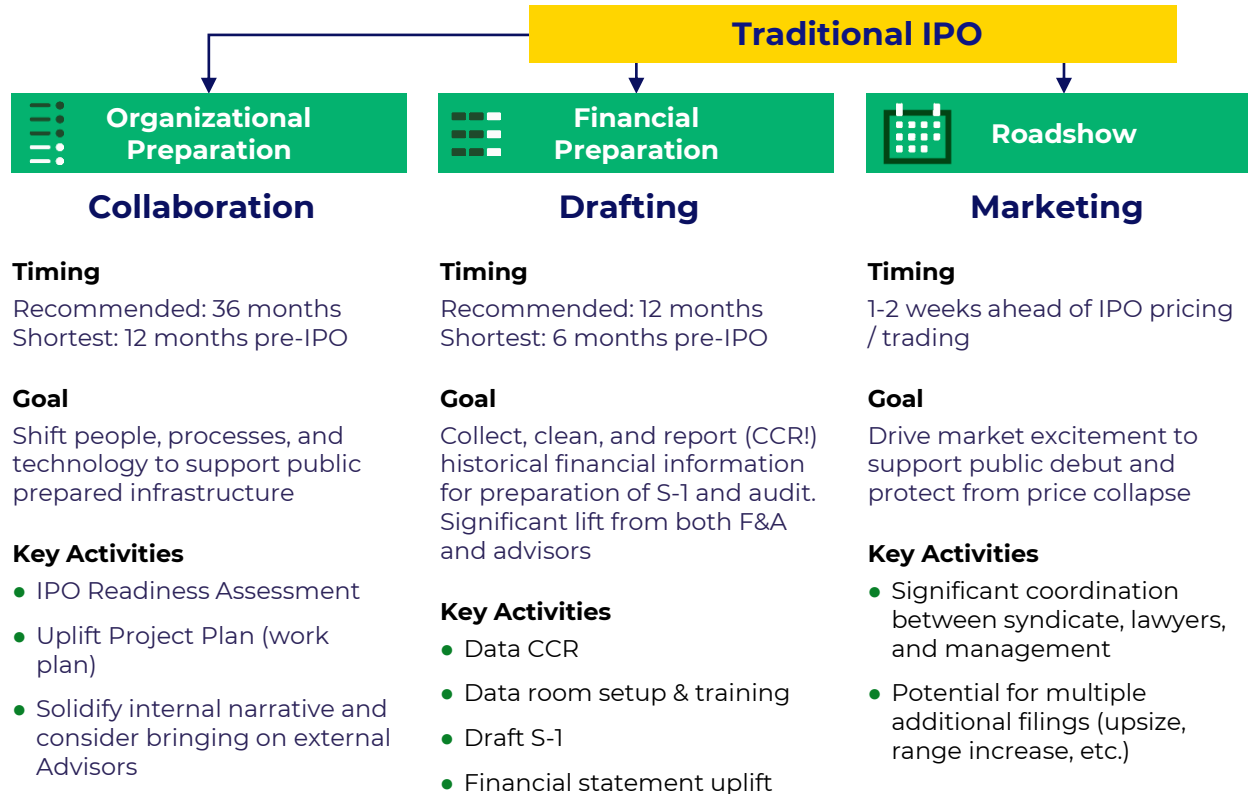 Traditional IPO
Organizational
Preparation
Collaboration
Timing
Recommended: 36 months
Shortest: 12 months pre-IPO
Goal
Shift people, processes, and
technology to support public
prepared infrastructure
Key Activities
IPO Readiness Assessment
Uplift Project Plan (work
plan)
Solidify internal narrative and
consider bringing on external
Advisors
Financial
Preparation
Drafting
Timing
Recommended: 12 months
Shortest: 6 months pre-IPO
Goal
Collect, clean, and report (CCR!)
historical financial information
for preparation of S-1 and audit.
Significant lift from both F&A
and advisors
Key Activities
Data CCR
Data room setup & training
Draft S-1
Financial statement uplift
Roadshow
Marketing
Timing
1-2 weeks ahead of IPO pricing
/ trading
Goal
Drive market excitement to
support public debut and
protect from price collapse
Key Activities
Significant coordination
between syndicate, lawyers,
and management
Potential for multiple
additional filings (upsize,
range increase, etc.)